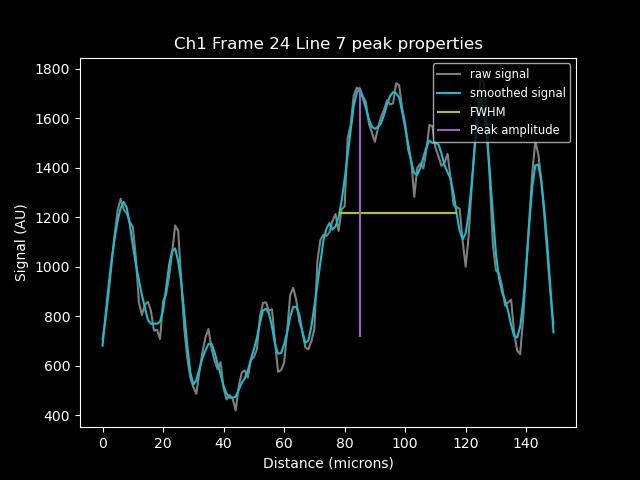 Ch1 Frame 24 Line 7 peak properties
raw signal
smoothed signal
FWHM
Peak amplitude
Signal (AU)
1800
1600
1400
1200
1000
800
600
400
0 20 40 60 80 100 120 140
Distance (microns)